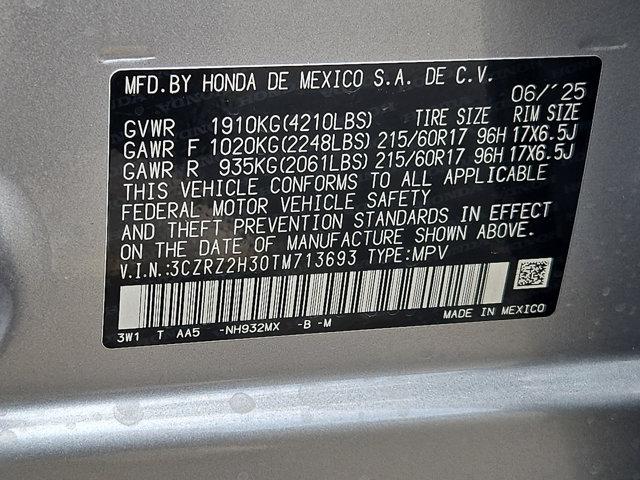 MFD.BY HONDA DE MEXICO S.A. DE C.V.
06/´25
GVWR 1910KG(4210LBS) TIRE SIZE RIM SIZE
GAWR F 1020KG(2248LBS) 215/60R17 96H 17X6.5J
GAWR R 935KG(2061LBS) 215/60R17 96H 17X6.5J
THIS VEHICLE CONFORMS TO ALL APPLICABLE
FEDERAL MOTOR VEHICLE SAFETY
AND THEFT PREVENTION STANDARDS IN EFFECT
ON THE DATE OF MANUFACTURE SHOWN ABOVE.
V.I.N.:3CZRZ2H30TM713693 TYPE:MPV
3W1 T AA5 -NH932MX -B -M MADE IN MEXICO